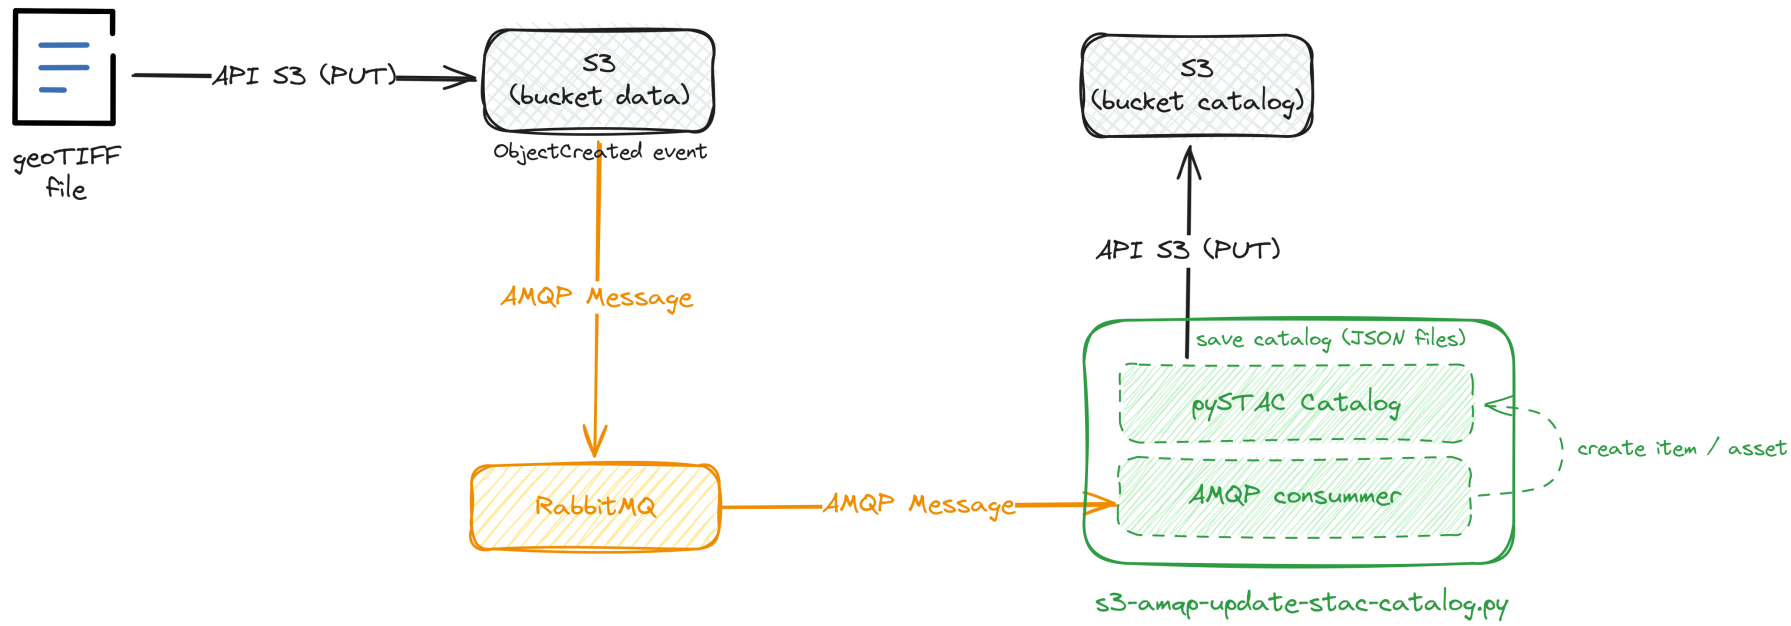 geoTIFF
file
API S3 (PUT)
S3
(bucket data)
ObjectCreated event
AMQP Message
RabbitMQ
AMQP Message
S3
(bucket catalog)
API S3 (PUT)
save catalog (JSON files)
pySTAC Catalog
create item / asset
AMQP consummer
s3-amqp-update-stac-catalog.py